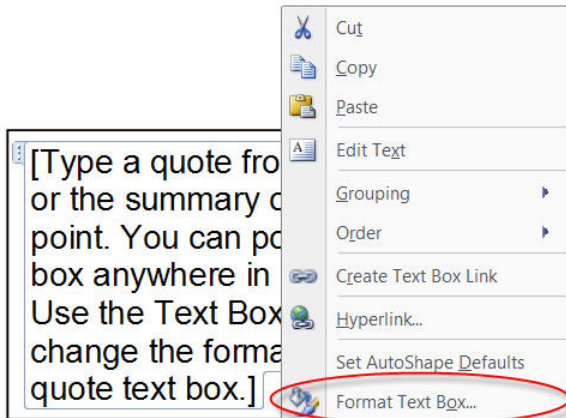 Cut
Copy
Paste
Edit Text
Grouping
Order
Create Text Box Link
Hyperlink...
Set AutoShape Defaults
Format Text Box...
[Type a quote fro
or the summary
point. You can po
box anywhere in
Use the Text Box
change the forma
quote text box.]